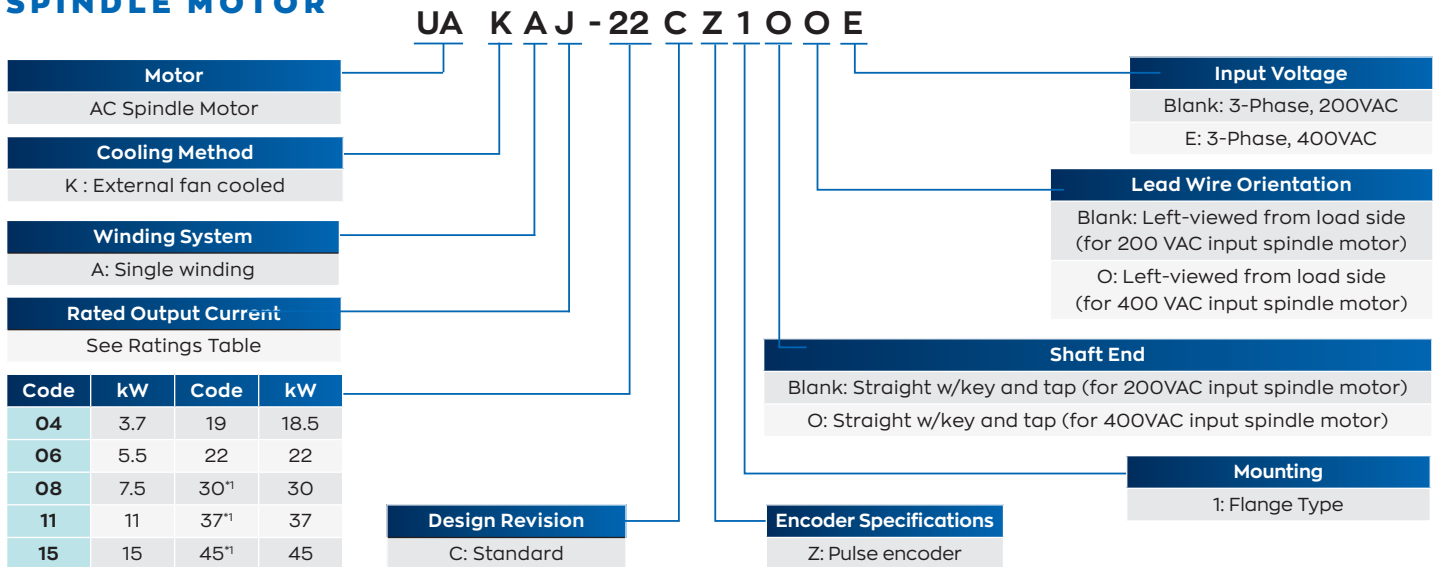 SPINDLE MOTOR
UA K A J - 22 C Z 1 O O E
Motor
AC Spindle Motor
Cooling Method
K : External fan cooled
Winding System
A: Single winding
Rated Output Current
See Ratings Table
Code kW Code kW
04 3.7 19 18.5
06 5.5 22 22
08 7.5 30*1 30
11 11 37*1 37
15 15 45*1 45
Design Revision
C: Standard
Encoder Specifications
Z: Pulse encoder
Input Voltage
Blank: 3-Phase, 200VAC
E: 3-Phase, 400VAC
Lead Wire Orientation
Blank: Left-viewed from load side
(for 200 VAC input spindle motor)
O: Left-viewed from load side
(for 400 VAC input spindle motor)
Shaft End
Blank: Straight w/key and tap (for 200VAC input spindle motor)
O: Straight w/key and tap (for 400VAC input spindle motor)
Mounting
1: Flange Type